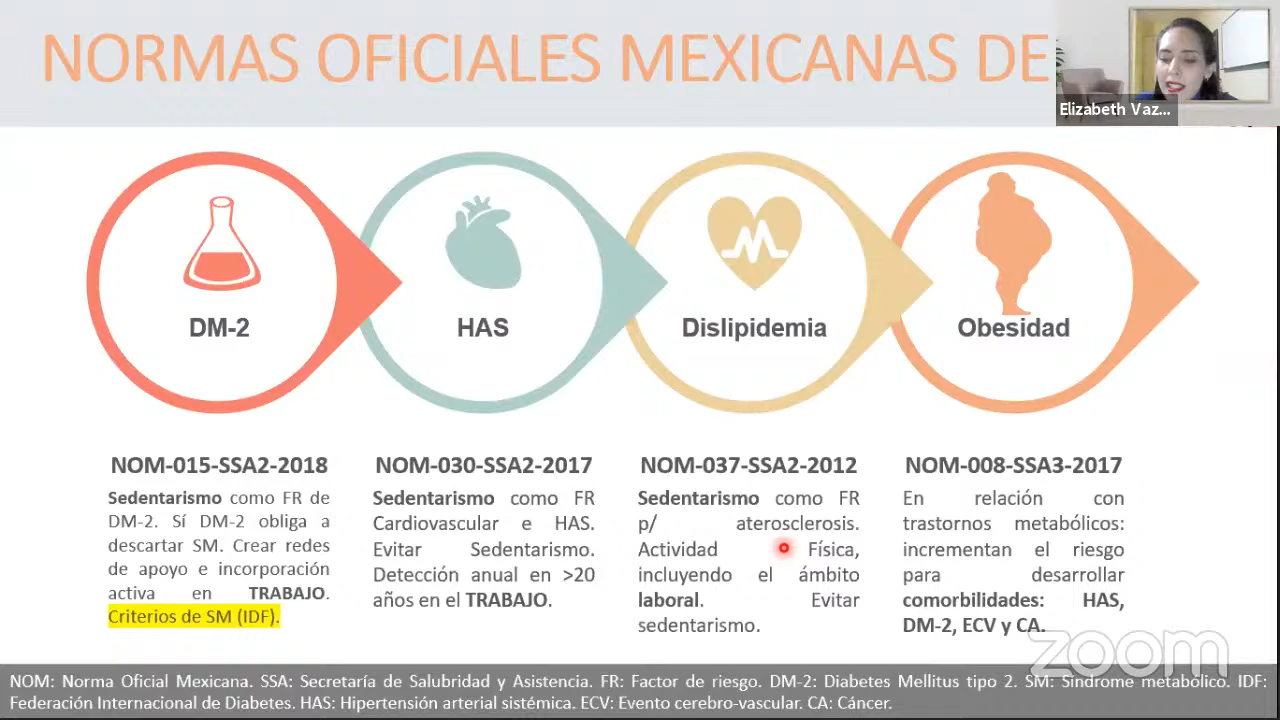 NORMAS OFICIALES MEXICANAS DE
Elizabeth Vaz...
DM-2
HAS
Dislipidemia
Obesidad
NOM-015-SSA2-2018
Sedentarismo como FR de
DM-2. Sí DM-2 obliga a
descartar SM. Crear redes
de apoyo e incorporación
activa en TRABAJO.
Criterios de SM (IDF).
NOM-030-SSA2-2017
Sedentarismo como FR
Cardiovascular e HAS.
Evitar Sedentarismo.
Detección anual en >20
años en el TRABAJO.
NOM-037-SSA2-2012
Sedentarismo como FR
p/ aterosclerosis.
Actividad Física,
incluyendo el ámbito
laboral. Evitar
sedentarismo.
NOM-008-SSA3-2017
En relación con
trastornos metabólicos:
incrementan el riesgo
para desarrollar
comorbilidades: HAS,
DM-2, ECV y CA.
zoom
NOM: Norma Oficial Mexicana. SSA: Secretaría de Salubridad y Asistencia. FR: Factor de riesgo. DM-2: Diabetes Mellitus tipo 2. SM: Síndrome metabólico. IDF:
Federación Internacional de Diabetes. HAS: Hipertensión arterial sistémica. ECV: Evento cerebro-vascular. CA: Cáncer.